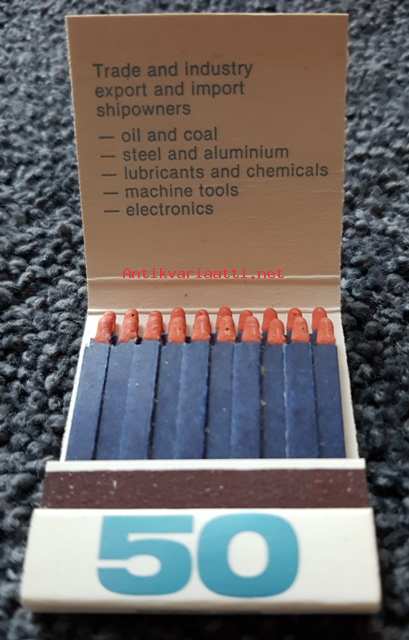 Trade and industry
export and import
shipowners
— oil and coal
— steel and aluminium
— lubricants and chemicals
— machine tools
— electronics
Antikvariaatti.net
50